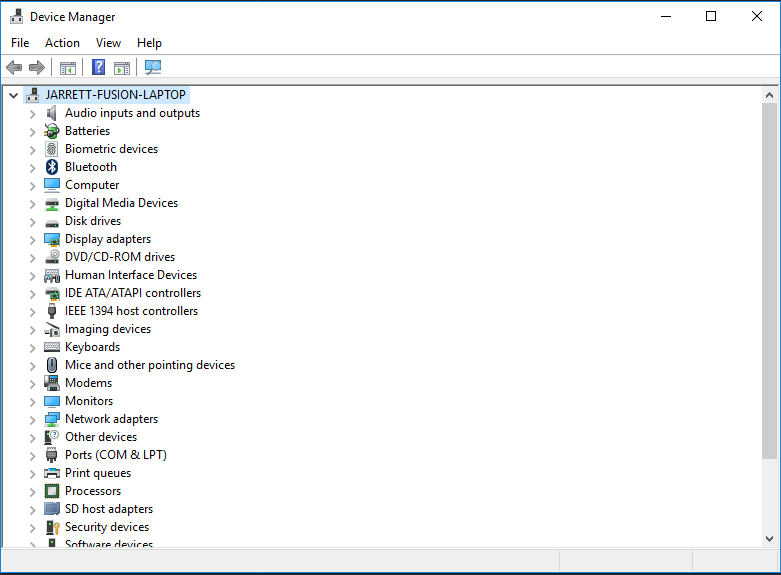 Device Manager
File Action View Help
JARRETT-FUSION-LAPTOP
Audio inputs and outputs
Batteries
Biometric devices
Bluetooth
Computer
Digital Media Devices
Disk drives
Display adapters
DVD/CD-ROM drives
Human Interface Devices
IDE ATA/ATAPI controllers
IEEE 1394 host controllers
Imaging devices
Keyboards
Mice and other pointing devices
Modems
Monitors
Network adapters
Other devices
Ports (COM & LPT)
Print queues
Processors
SD host adapters
Security devices
Software devices